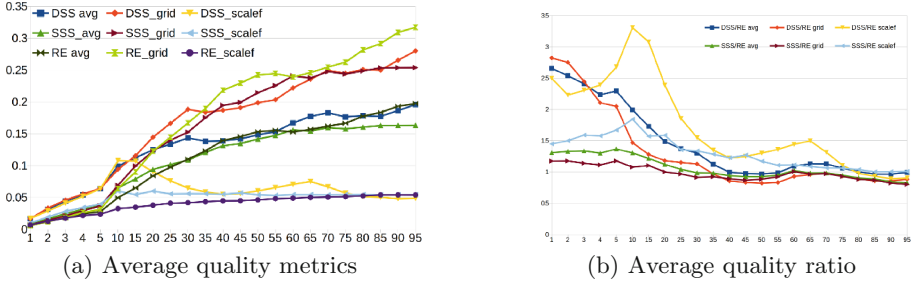 0.35
0.3
0.25
0.2
0.15
0.1
0.05
0
DSS avg DSS_grid DSS_scalef
SSS_avg SSS_grid SSS_scalef
RE avg RE_grid RE_scalef
1 2 3 4 5 10 15 20 25 30 35 40 45 50 55 60 65 70 75 80 85 90 95
(a) Average quality metrics
3.5
3
2.5
2
1.5
1
0.5
0
DSS/RE avg DSS/RE grid DSS/RE scalef
SSS/RE avg SSS/RE grid SSS/RE scalef
1 2 3 4 5 10 15 20 25 30 35 40 45 50 55 60 65 70 75 80 85 90 95
(b) Average quality ratio